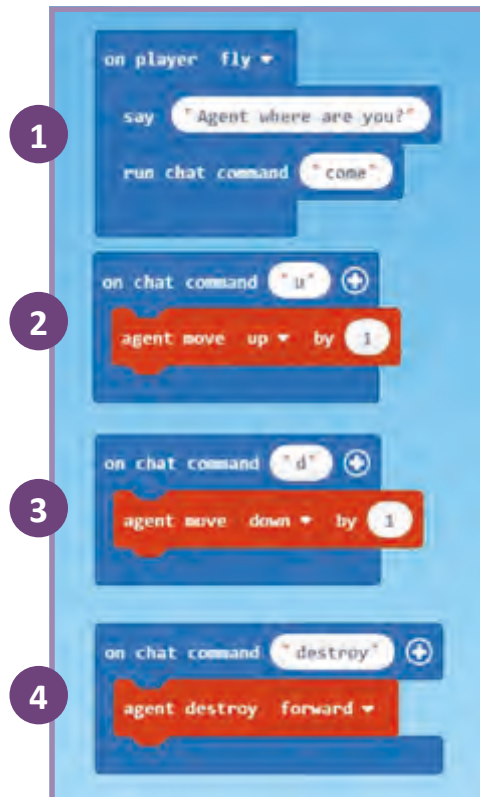 1
on player fly
say "Agent where are you?"
run chat command "come"
2
on chat command "u"
agent move up by 1
3
on chat command "d"
agent move down by 1
4
on chat command "destroy"
agent destroy forward